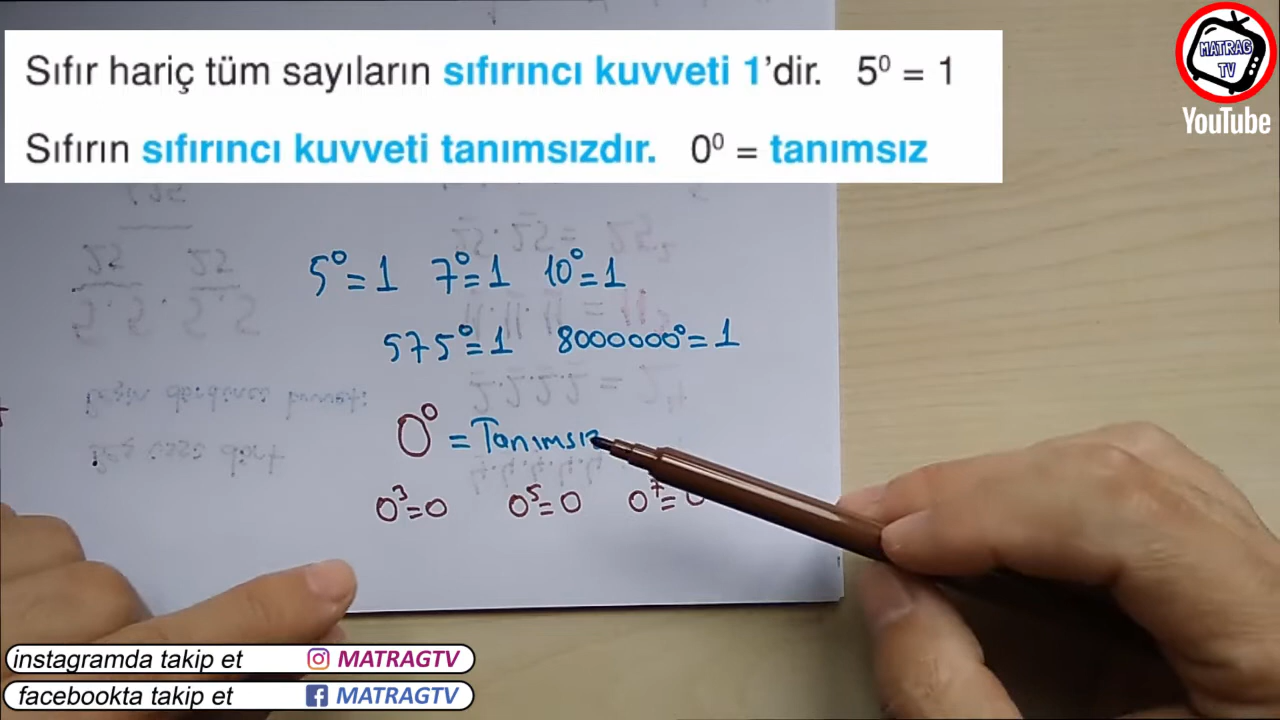 Sıfır hariç tüm sayıların sıfırıncı kuvveti 1'dir. 5⁰ = 1
Sıfırın sıfırıncı kuvveti tanımsızdır. 0⁰ = tanımsız
MATRAG
TV
YouTube
5⁰=1 7⁰=1 10⁰=1
575⁰=1 8000000⁰=1
0⁰ = Tanımsız
0³=0 0⁵=0 0⁷=0
instagramda takip et MATRAGTV
facebookta takip et MATRAGTV